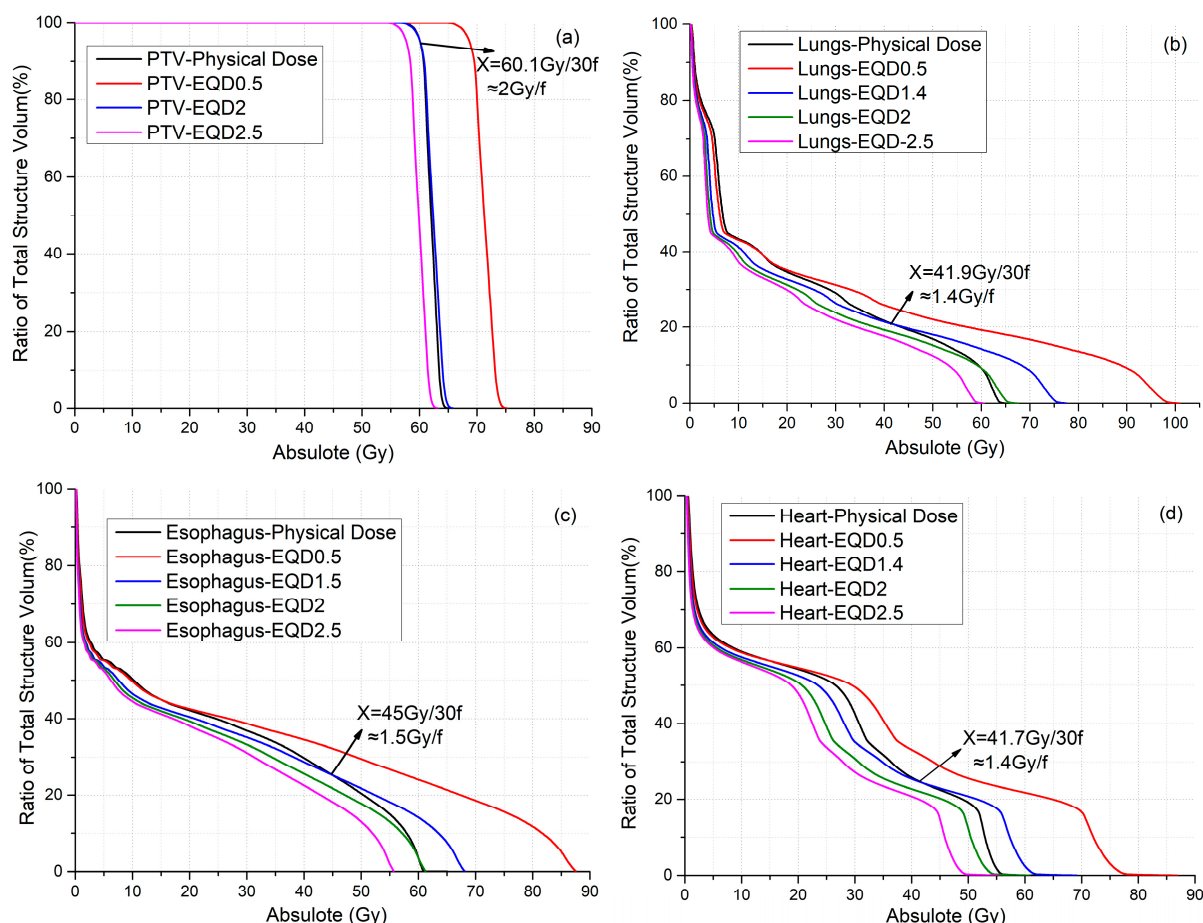 (a)
PTV-Physical Dose
PTV-EQD0.5
PTV-EQD2
PTV-EQD2.5
X=60.1Gy/30f
≈2Gy/f
Ratio of Total Structure Volum(%)
100
80
60
40
20
0
0 10 20 30 40 50 60 70 80 90
Absulote (Gy)
(b)
Lungs-Physical Dose
Lungs-EQD0.5
Lungs-EQD1.4
Lungs-EQD2
Lungs-EQD-2.5
X=41.9Gy/30f
≈1.4Gy/f
Ratio of Total Structure Volum(%)
100
80
60
40
20
0
0 10 20 30 40 50 60 70 80 90 100
Absulote (Gy)
(c)
Esophagus-Physical Dose
Esophagus-EQD0.5
Esophagus-EQD1.5
Esophagus-EQD2
Esophagus-EQD2.5
X=45Gy/30f
≈1.5Gy/f
Ratio of Total Structure Volum(%)
100
80
60
40
20
0
0 10 20 30 40 50 60 70 80 90
Absulote (Gy)
(d)
Heart-Physical Dose
Heart-EQD0.5
Heart-EQD1.4
Heart-EQD2
Heart-EQD2.5
X=41.7Gy/30f
≈1.4Gy/f
Ratio of Total Structure Volum(%)
100
80
60
40
20
0
0 10 20 30 40 50 60 70 80 90
Absulote (Gy)